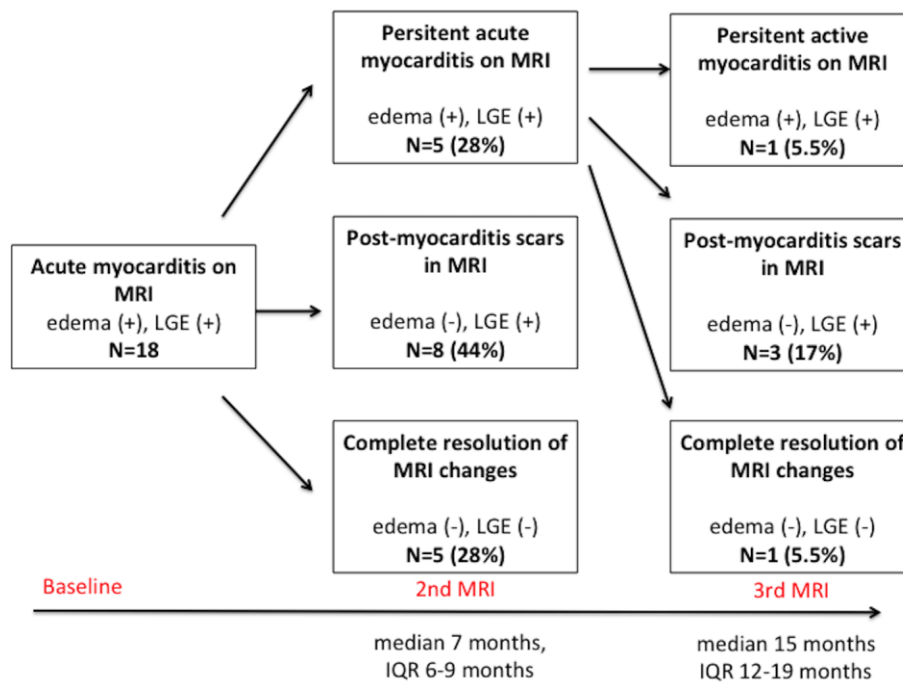 Acute myocarditis on
MRI
edema (+), LGE (+)
N=18
Persitent acute
myocarditis on MRI
edema (+), LGE (+)
N=5 (28%)
Post-myocarditis scars
in MRI
edema (-), LGE (+)
N=8 (44%)
Complete resolution of
MRI changes
edema (-), LGE (-)
N=5 (28%)
Persitent active
myocarditis on MRI
edema (+), LGE (+)
N=1 (5.5%)
Post-myocarditis scars
in MRI
edema (-), LGE (+)
N=3 (17%)
Complete resolution of
MRI changes
edema (-), LGE (-)
N=1 (5.5%)
Baseline
2nd MRI
3rd MRI
median 7 months,
IQR 6-9 months
median 15 months
IQR 12-19 months